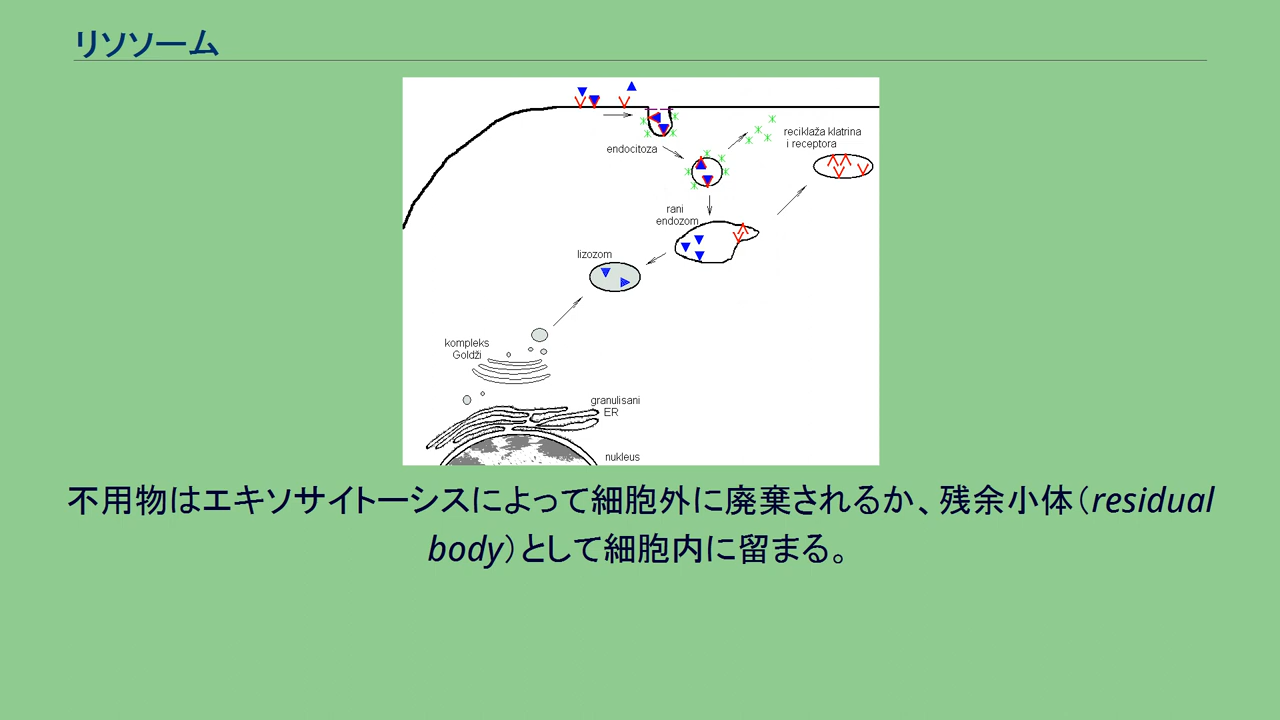 リソソーム
endocitoza
reciklaža klatrina
i receptora
rani
endozom
lizozom
kompleks
Goldži
granulisani
ER
nukleus
不用物はエキソサイトーシスによって細胞外に廃棄されるか、残余小体（residual
body）として細胞内に留まる。